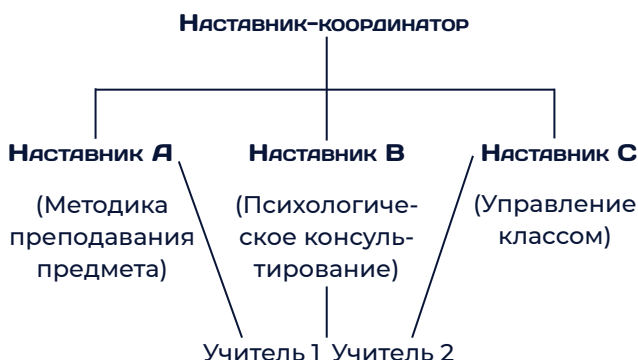 Наставник-координатор
Наставник А
Наставник В
Наставник С
(Методика
преподавания
предмета)
(Психологиче-
ское консуль-
тирование)
(Управление
классом)
Учитель 1 Учитель 2